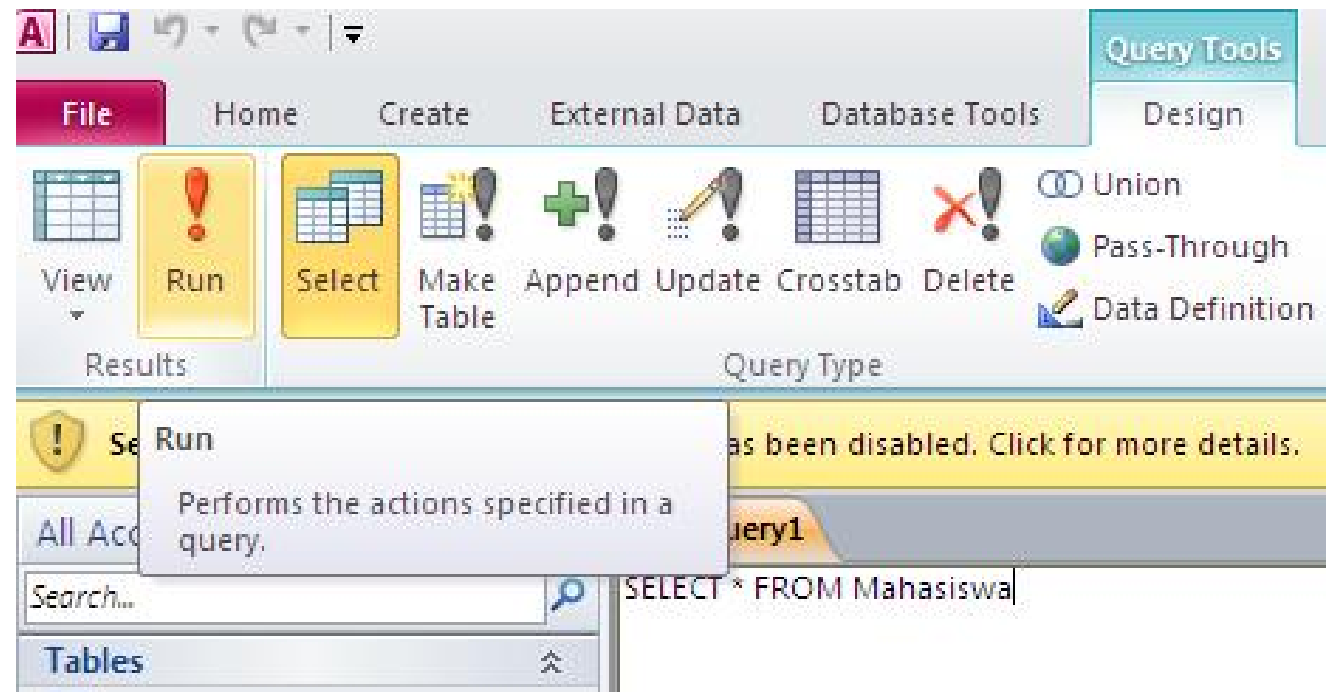 A
Query Tools
File Home Create External Data Database Tools Design
View Run Select Make Table Append Update Crosstab Delete
Union
Pass-Through
Data Definition
Results Query Type
as been disabled. Click for more details.
Run
Performs the actions specified in a
query.
All
uery1
Search...
SELECT * FROM Mahasiswa
Tables